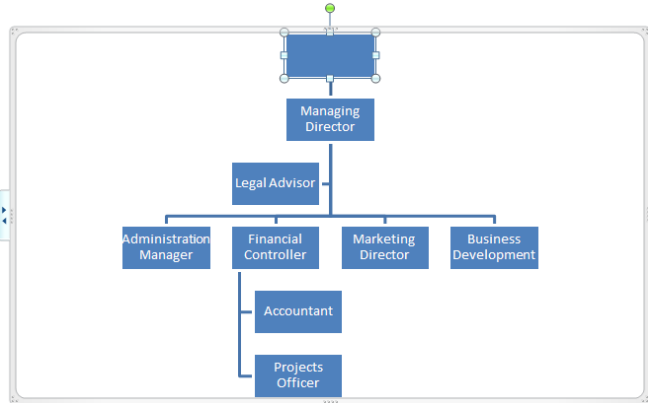 Managing
Director
Legal Advisor
Administration
Manager
Financial
Controller
Marketing
Director
Business
Development
Accountant
Projects
Officer